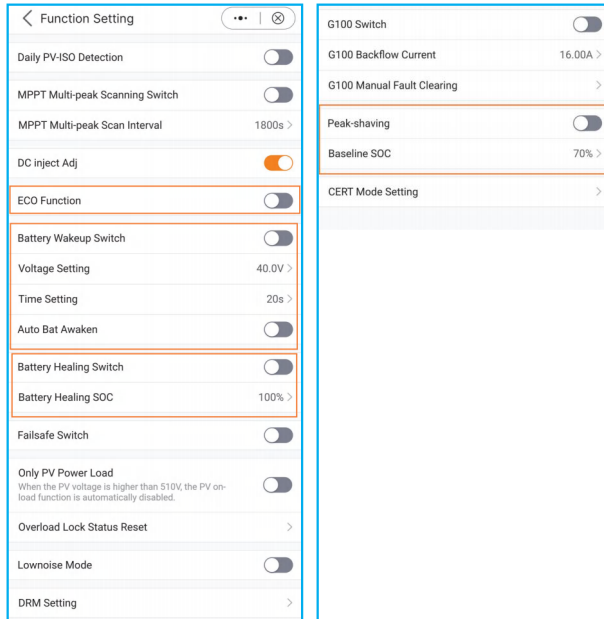 Function Setting
Daily PV-ISO Detection
MPPT Multi-peak Scanning Switch
MPPT Multi-peak Scan Interval 1800s
DC inject Adj
ECO Function
Battery Wakeup Switch
Voltage Setting 40.0V
Time Setting 20s
Auto Bat Awaken
Battery Healing Switch
Battery Healing SOC 100%
Failsafe Switch
Only PV Power Load
When the PV voltage is higher than 510V, the PV on-
load function is automatically disabled.
Overload Lock Status Reset
Lownoise Mode
DRM Setting
G100 Switch
G100 Backflow Current 16.00A
G100 Manual Fault Clearing
Peak-shaving
Baseline SOC 70%
CERT Mode Setting